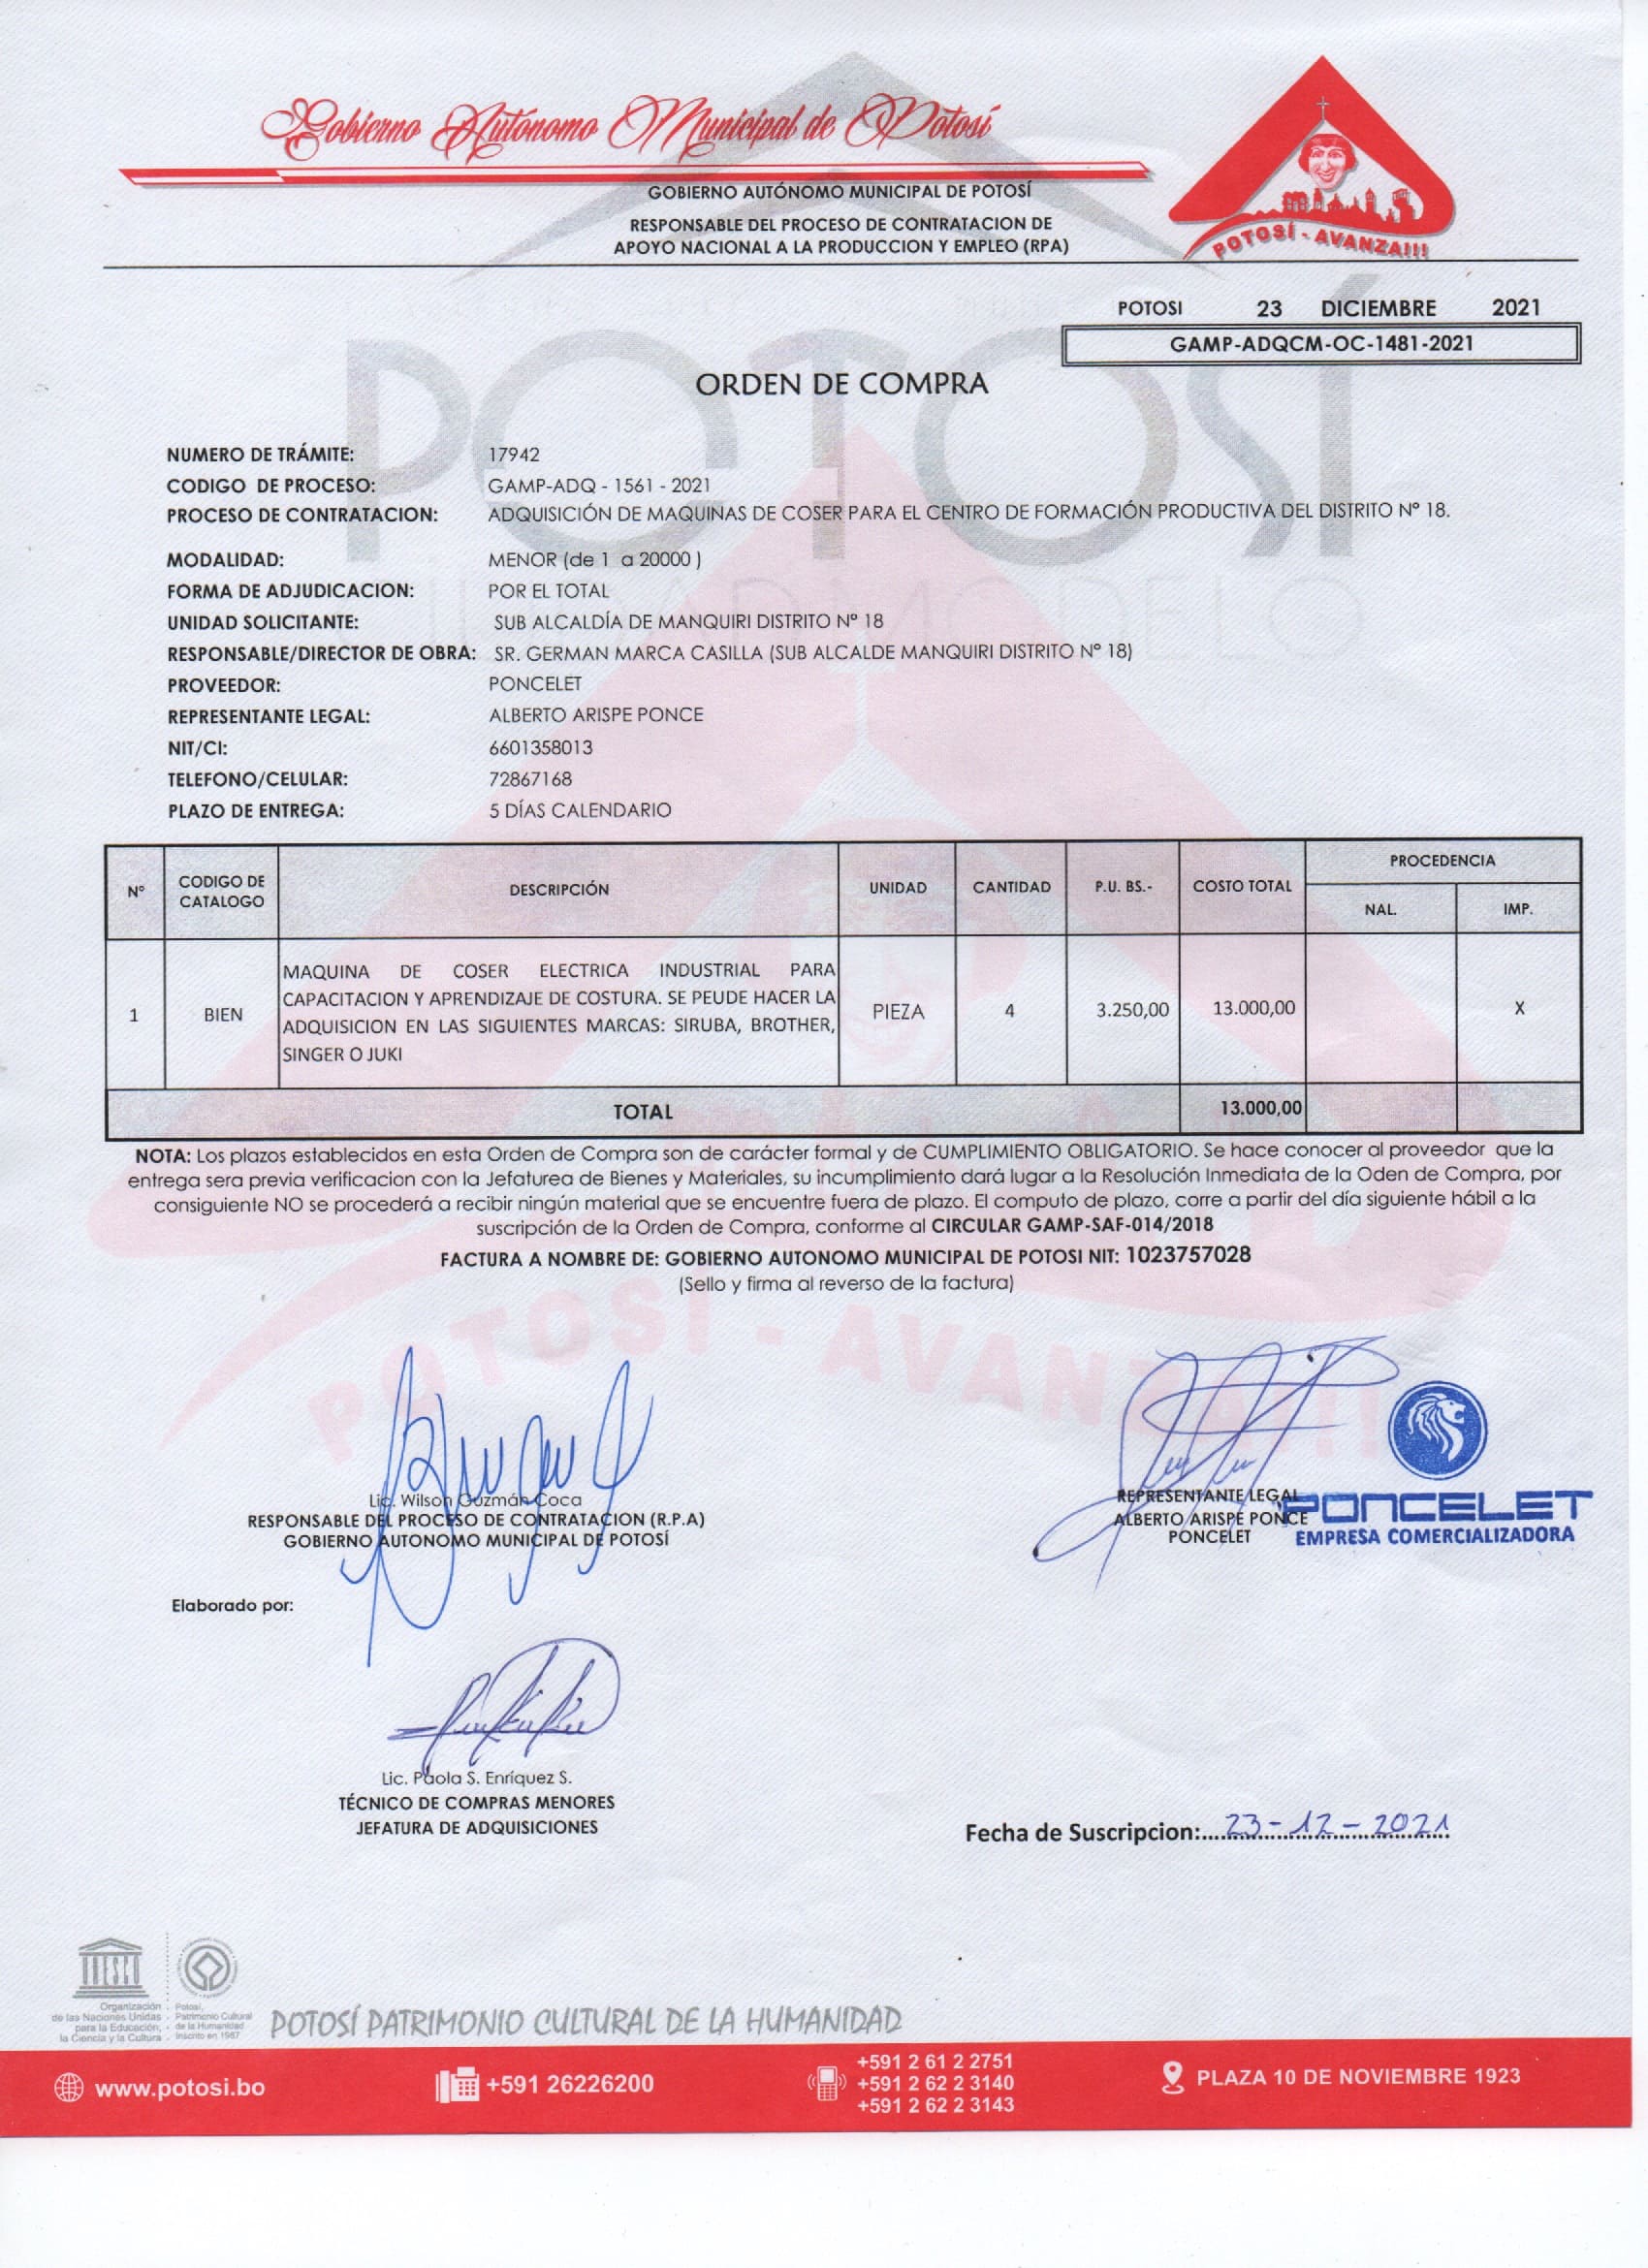 Gobierno Autónomo Municipal de Potosí
GOBIERNO AUTÓNOMO MUNICIPAL DE POTOSÍ
RESPONSABLE DEL PROCESO DE CONTRATACION DE
APOYO NACIONAL A LA PRODUCCION Y EMPLEO (RPA)
POTOSÍ - AVANZA!!!
POTOSI 23 DICIEMBRE 2021
GAMP-ADQCM-OC-1481-2021
ORDEN DE COMPRA
POTOSÍ
NUMERO DE TRÁMITE: 17942
CODIGO DE PROCESO: GAMP-ADQ - 1561 - 2021
PROCESO DE CONTRATACION: ADQUISICIÓN DE MAQUINAS DE COSER PARA EL CENTRO DE FORMACIÓN PRODUCTIVA DEL DISTRITO Nº 18.
MODALIDAD: MENOR (de 1 a 20000 )
FORMA DE ADJUDICACION: POR EL TOTAL
UNIDAD SOLICITANTE: SUB ALCALDÍA DE MANQUIRI DISTRITO Nº 18
RESPONSABLE/DIRECTOR DE OBRA: SR. GERMAN MARCA CASILLA (SUB ALCALDE MANQUIRI DISTRITO Nº 18)
PROVEEDOR: PONCELET
REPRESENTANTE LEGAL: ALBERTO ARISPE PONCE
NIT/CI: 6601358013
TELEFONO/CELULAR: 72867168
PLAZO DE ENTREGA: 5 DÍAS CALENDARIO
Nº CODIGO DE CATALOGO DESCRIPCIÓN UNIDAD CANTIDAD P.U. BS.- COSTO TOTAL PROCEDENCIA
NAL. IMP.
MAQUINA DE COSER ELECTRICA INDUSTRIAL PARA
CAPACITACION Y APRENDIZAJE DE COSTURA. SE PEUDE HACER LA
1 BIEN ADQUISICION EN LAS SIGUIENTES MARCAS: SIRUBA, BROTHER, PIEZA 4 3.250,00 13.000,00 X
SINGER O JUKI
TOTAL 13.000,00
NOTA: Los plazos establecidos en esta Orden de Compra son de carácter formal y de CUMPLIMIENTO OBLIGATORIO. Se hace conocer al proveedor que la
entrega sera previa verificacion con la Jefaturea de Bienes y Materiales, su incumplimiento dará lugar a la Resolución Inmediata de la Oden de Compra, por
consiguiente NO se procederá a recibir ningún material que se encuentre fuera de plazo. El computo de plazo, corre a partir del día siguiente hábil a la
suscripción de la Orden de Compra, conforme al CIRCULAR GAMP-SAF-014/2018
FACTURA A NOMBRE DE: GOBIERNO AUTONOMO MUNICIPAL DE POTOSI NIT: 1023757028
(Sello y firma al reverso de la factura)
POTOSÍ - AVANZA!!!
Lic. Wilson Guzmán Coca
RESPONSABLE DEL PROCESO DE CONTRATACION (R.P.A)
GOBIERNO AUTONOMO MUNICIPAL DE POTOSÍ
REPRESENTANTE LEGAL
ALBERTO ARISPE PONCE
PONCELET
PONCELET
EMPRESA COMERCIALIZADORA
Elaborado por:
Lic. Paola S. Enríquez S.
TÉCNICO DE COMPRAS MENORES
JEFATURA DE ADQUISICIONES
Fecha de Suscripcion:....23-12-2021
Organización
de las Naciones Unidas
para la Educación,
la Ciencia y la Cultura
Potosí,
Patrimonio Cultural
de la Humanidad
inscrito en 1987
POTOSÍ PATRIMONIO CULTURAL DE LA HUMANIDAD
www.potosi.bo
+591 26226200
+591 2 61 2 2751
+591 2 62 2 3140
+591 2 62 2 3143
PLAZA 10 DE NOVIEMBRE 1923